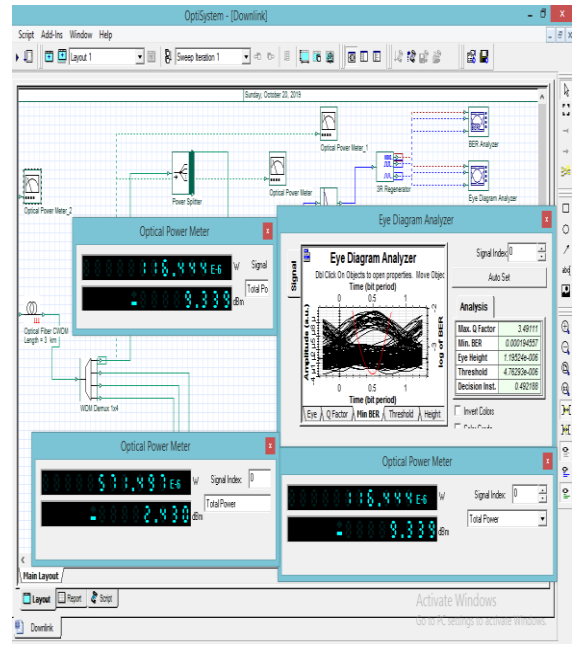 OptiSystem - [Downlink]
Script Add-Ins Window Help
Layout 1
Sweep Iteration 1
Sunday, October 20, 2019
Optical Power Meter_1
BER Analyzer
Optical Power Meter_2
Power Splitter
Optical Power Meter
3R Regenerator
Eye Diagram Analyzer
Optical Power Meter
116.444 E-6 W
Signal
- 9.339 dBm
Total Po
Optical Fiber CWDM
Length = 3 km
WDM Demux 1x4
Eye Diagram Analyzer
Signal
Eye Diagram Analyzer
Dbl Click On Objects to open properties. Move Objec
Time (bit period)
0 0.5 1
Amplitude (a.u.)
log of BER
0 0.5 1
Time (bit period)
Eye Q Factor Min BER Threshold Height
Signal Index: 0
Auto Set
Analysis
Max. Q Factor 3.49111
Min. BER 0.000194557
Eye Height 1.19524e-006
Threshold 4.76293e-006
Decision Inst. 0.492188
Invert Colors
Optical Power Meter
571.497 E-6 W
Signal Index: 0
- 2.430 dBm
Total Power
Optical Power Meter
116.444 E-6 W
Signal Index: 0
- 9.339 dBm
Total Power
Main Layout
Layout Report Script
Activate Windows
Go to PC settings to activate Windows.
Downlink